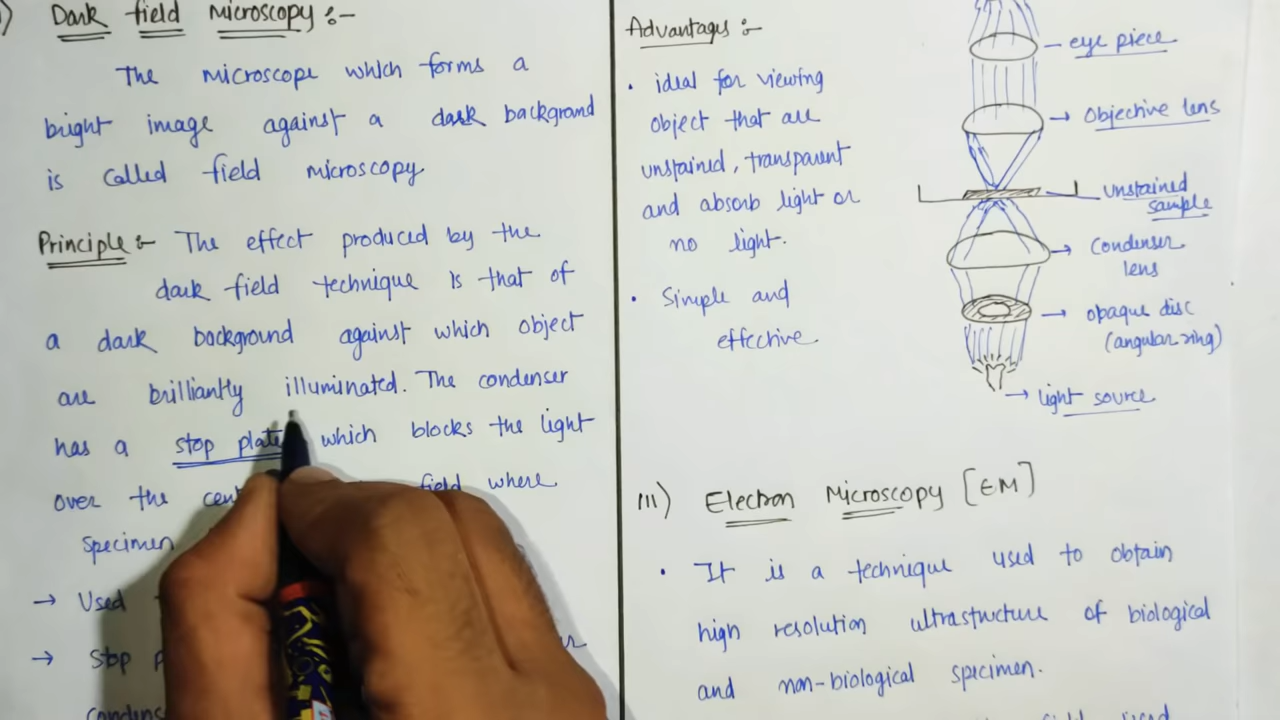 ) Dark field Microscopy :-
The microscope which forms a
bright image against a dark background
is called field microscopy
Principle :- The effect produced by the
dark field technique is that of
a dark background against which object
are brilliantly illuminated. The condenser
has a stop plate which blocks the light
over the field where
specimen
→ Used
→ Stop
Advantages :-
• ideal for viewing
object that are
unstained, transparent
and absorb light or
no light.
• Simple and
effective
eye piece
→ Objective lens
unstained
sample
→ Condenser
lens
→ opaque disc
(angular ring)
→ light source
III) Electron Microscopy [EM]
• It is a technique used to obtain
high resolution ultrastucture of biological
and non-biological specimen.